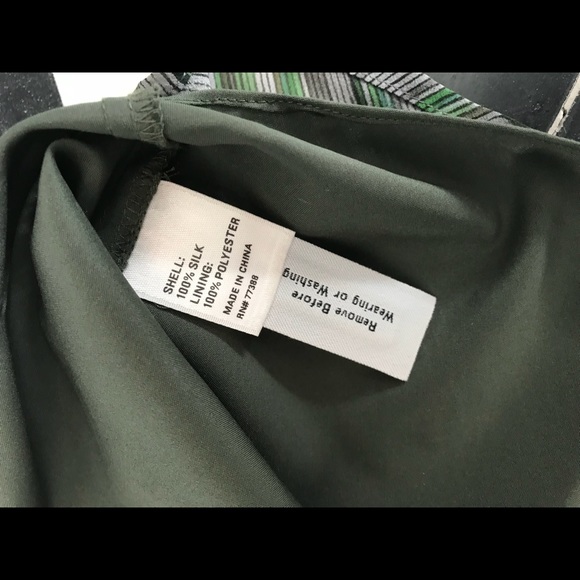 SHELL:
100% SILK
LINING:
100% POLYESTER
MADE IN CHINA
RN# 77388
Remove Before
Wearing or Washing